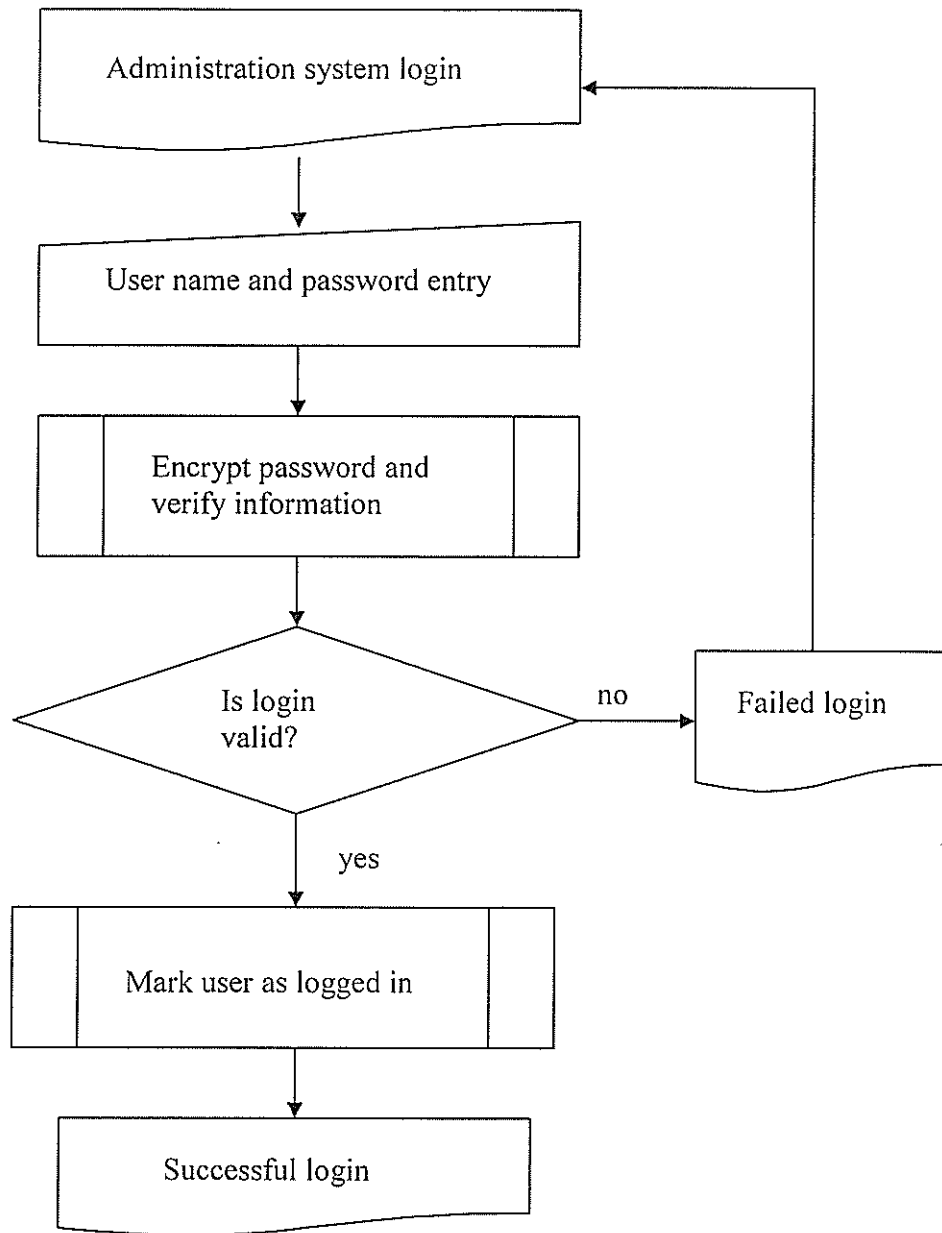 Administration system login
User name and password entry
Encrypt password and
verify information
Is login
valid?
no
Failed login
yes
Mark user as logged in
Successful login